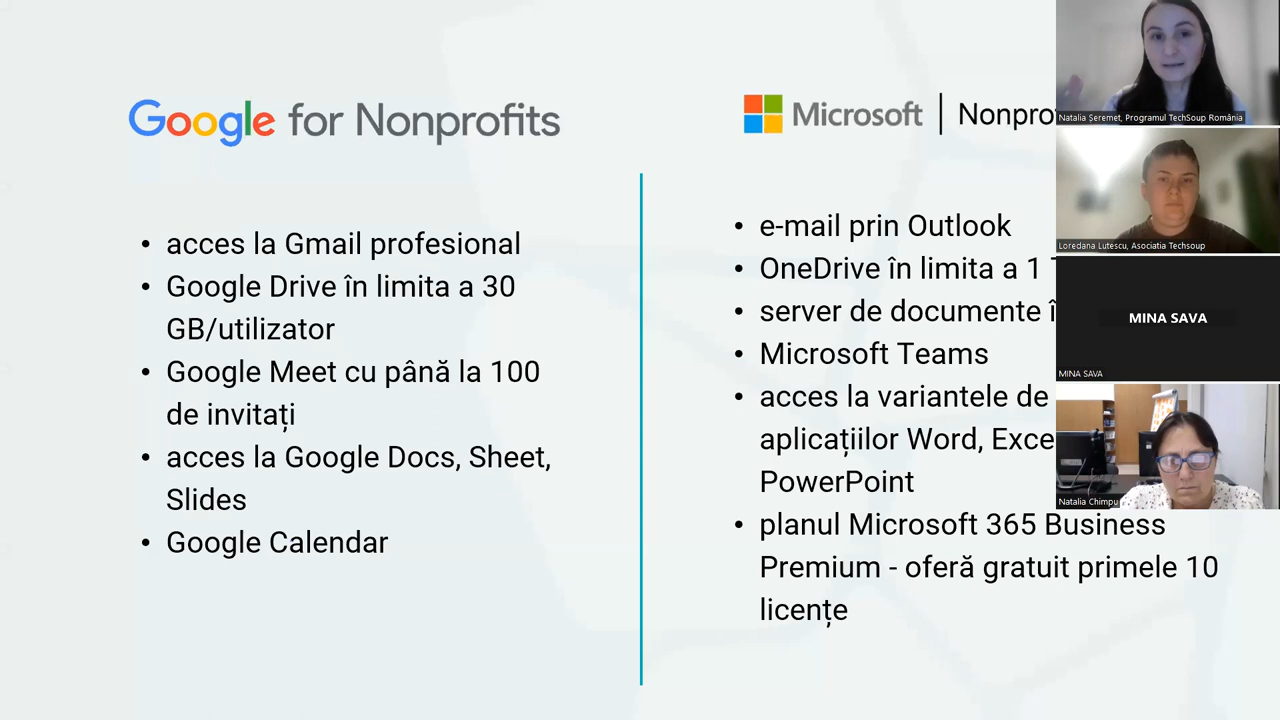 Google for Nonprofits
acces la Gmail profesional
Google Drive în limita a 30
GB/utilizator
Google Meet cu până la 100
de invitați
acces la Google Docs, Sheet,
Slides
Google Calendar
Microsoft | Nonpro
e-mail prin Outlook
OneDrive în limita a 1
server de documente
Microsoft Teams
acces la variantele de
aplicațiilor Word, Exce
PowerPoint
planul Microsoft 365 Business
Premium - oferă gratuit primele 10
licențe
Natalia Șeremet, Programul TechSoup România
Loredana Lutescu, Asociatia Techsoup
MINA SAVA
MINA SAVA
Natalia Chimpu